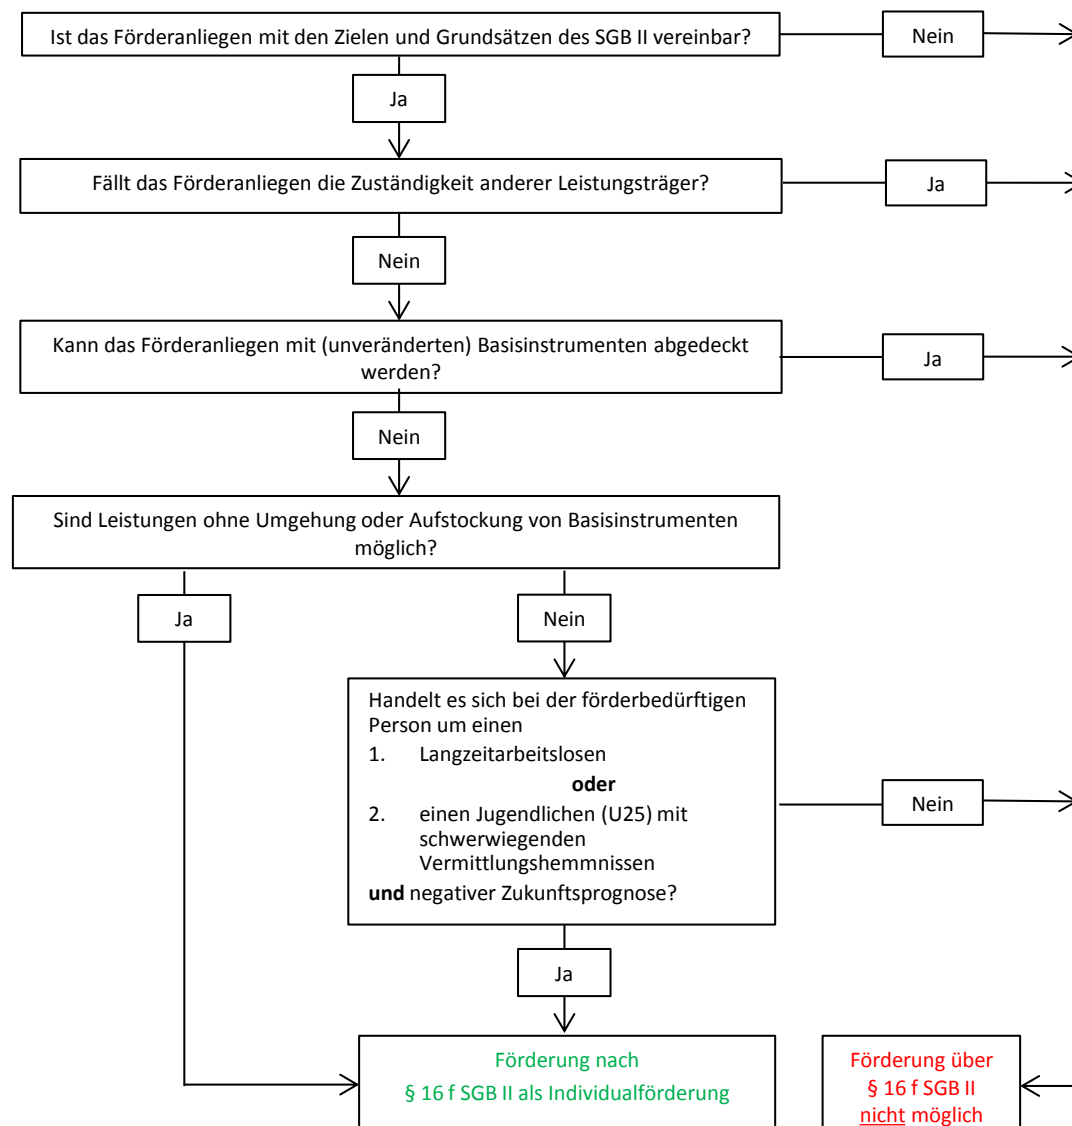 Ist das Förderanliegen mit den Zielen und Grundsätzen des SGB II vereinbar?
Nein
Ja
Fällt das Förderanliegen die Zuständigkeit anderer Leistungsträger?
Ja
Nein
Kann das Förderanliegen mit (unveränderten) Basisinstrumenten abgedeckt
werden?
Ja
Nein
Sind Leistungen ohne Umgehung oder Aufstockung von Basisinstrumenten
möglich?
Ja
Nein
Handelt es sich bei der förderbedürftigen
Person um einen
1. Langzeitarbeitslosen
oder
2. einen Jugendlichen (U25) mit
schwerwiegenden
Vermittlungshemmnissen
und negativer Zukunftsprognose?
Nein
Ja
Förderung nach
§ 16 f SGB II als Individualförderung
Förderung über
§ 16 f SGB II
nicht möglich